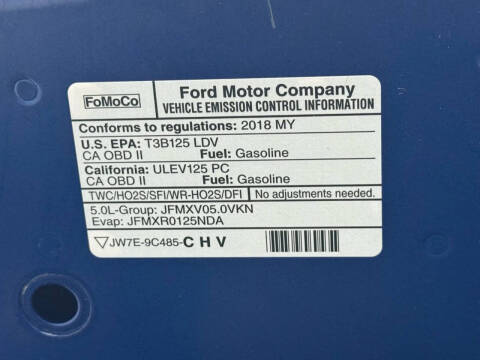 FoMoCo
Ford Motor Company
VEHICLE EMISSION CONTROL INFORMATION
Conforms to regulations: 2018 MY
U.S. EPA: T3B125 LDV
CA OBD II Fuel: Gasoline
California: ULEV125 PC
CA OBD II Fuel: Gasoline
TWC/HO2S/SFI/WR-HO2S/DFI No adjustments needed.
5.0L-Group: JFMXV05.0VKN
Evap: JFMXR0125NDA
JW7E-9C485-C H V